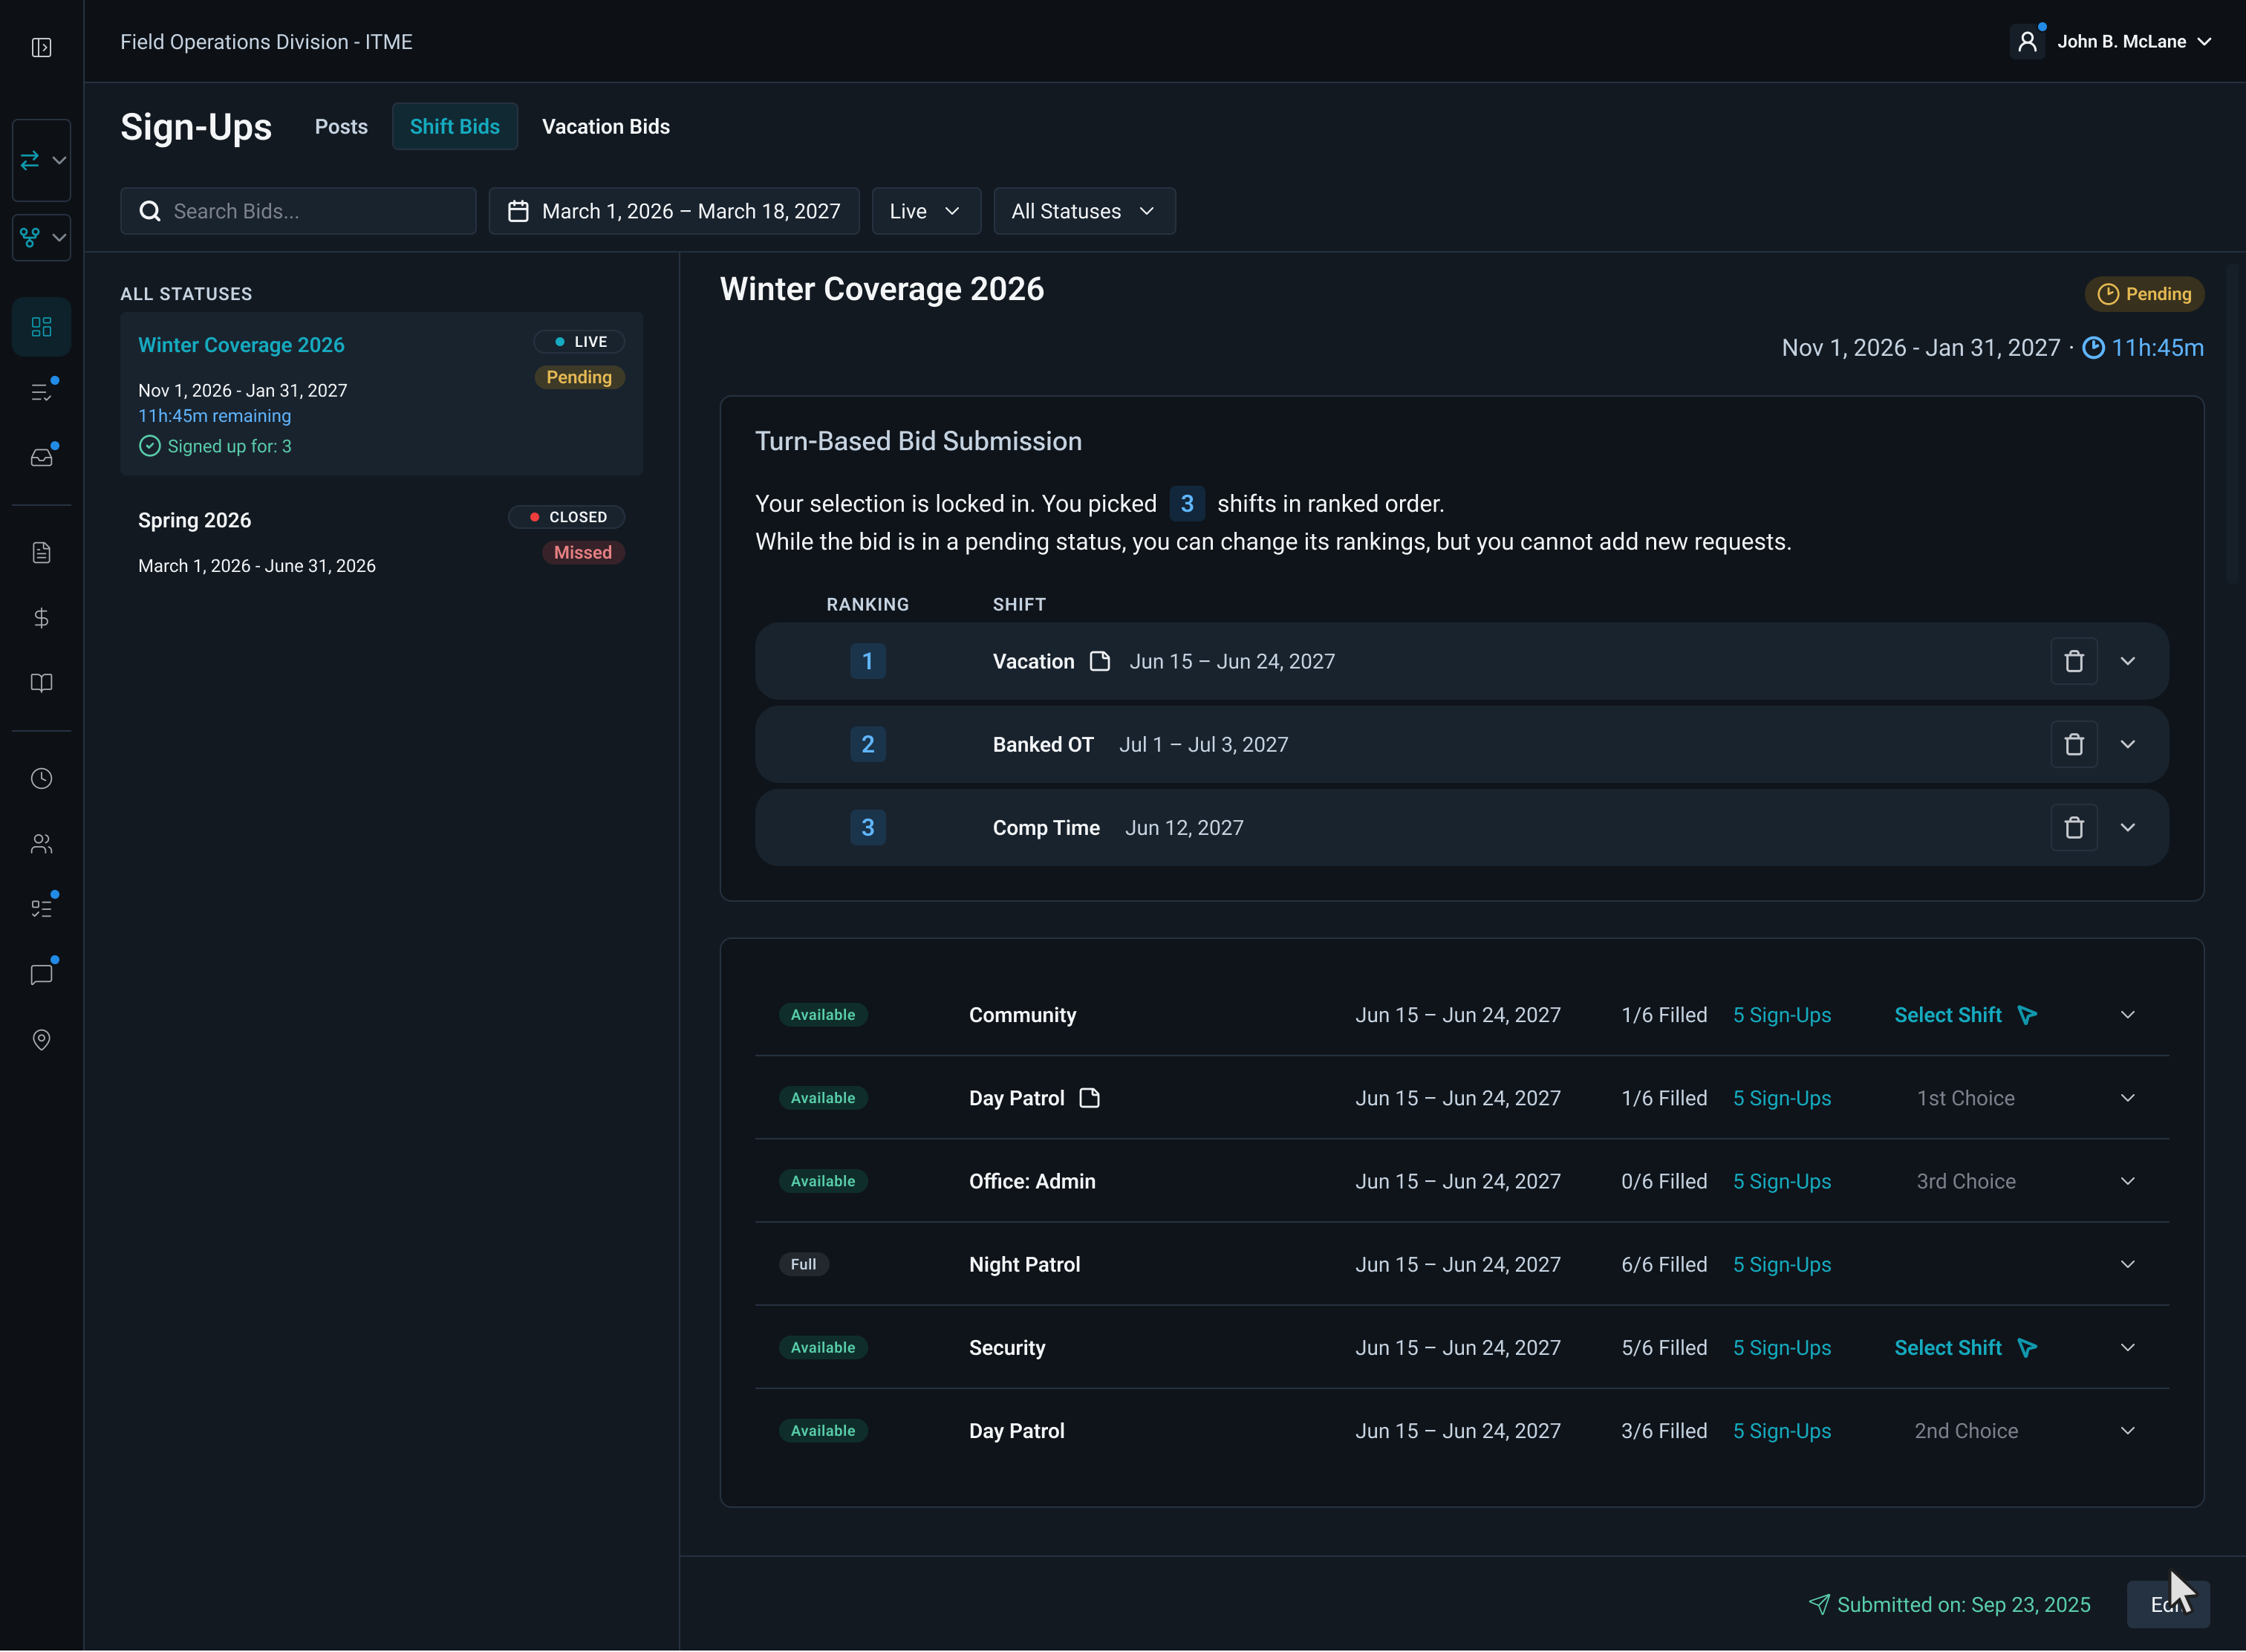 Field Operations Division - ITME
John B. McLane
Sign-Ups
Posts
Shift Bids
Vacation Bids
Search Bids...
March 1, 2026 – March 18, 2027
Live
All Statuses
ALL STATUSES
Winter Coverage 2026
LIVE
Pending
Nov 1, 2026 - Jan 31, 2027
11h:45m remaining
Signed up for: 3
Spring 2026
CLOSED
Missed
March 1, 2026 - June 31, 2026
Winter Coverage 2026
Pending
Nov 1, 2026 - Jan 31, 2027 · 11h:45m
Turn-Based Bid Submission
Your selection is locked in. You picked 3 shifts in ranked order.
While the bid is in a pending status, you can change its rankings, but you cannot add new requests.
RANKING SHIFT
1 Vacation Jun 15 – Jun 24, 2027
2 Banked OT Jul 1 – Jul 3, 2027
3 Comp Time Jun 12, 2027
Available Community Jun 15 – Jun 24, 2027 1/6 Filled 5 Sign-Ups Select Shift
Available Day Patrol Jun 15 – Jun 24, 2027 1/6 Filled 5 Sign-Ups 1st Choice
Available Office: Admin Jun 15 – Jun 24, 2027 0/6 Filled 5 Sign-Ups 3rd Choice
Full Night Patrol Jun 15 – Jun 24, 2027 6/6 Filled 5 Sign-Ups
Available Security Jun 15 – Jun 24, 2027 5/6 Filled 5 Sign-Ups Select Shift
Available Day Patrol Jun 15 – Jun 24, 2027 3/6 Filled 5 Sign-Ups 2nd Choice
Submitted on: Sep 23, 2025